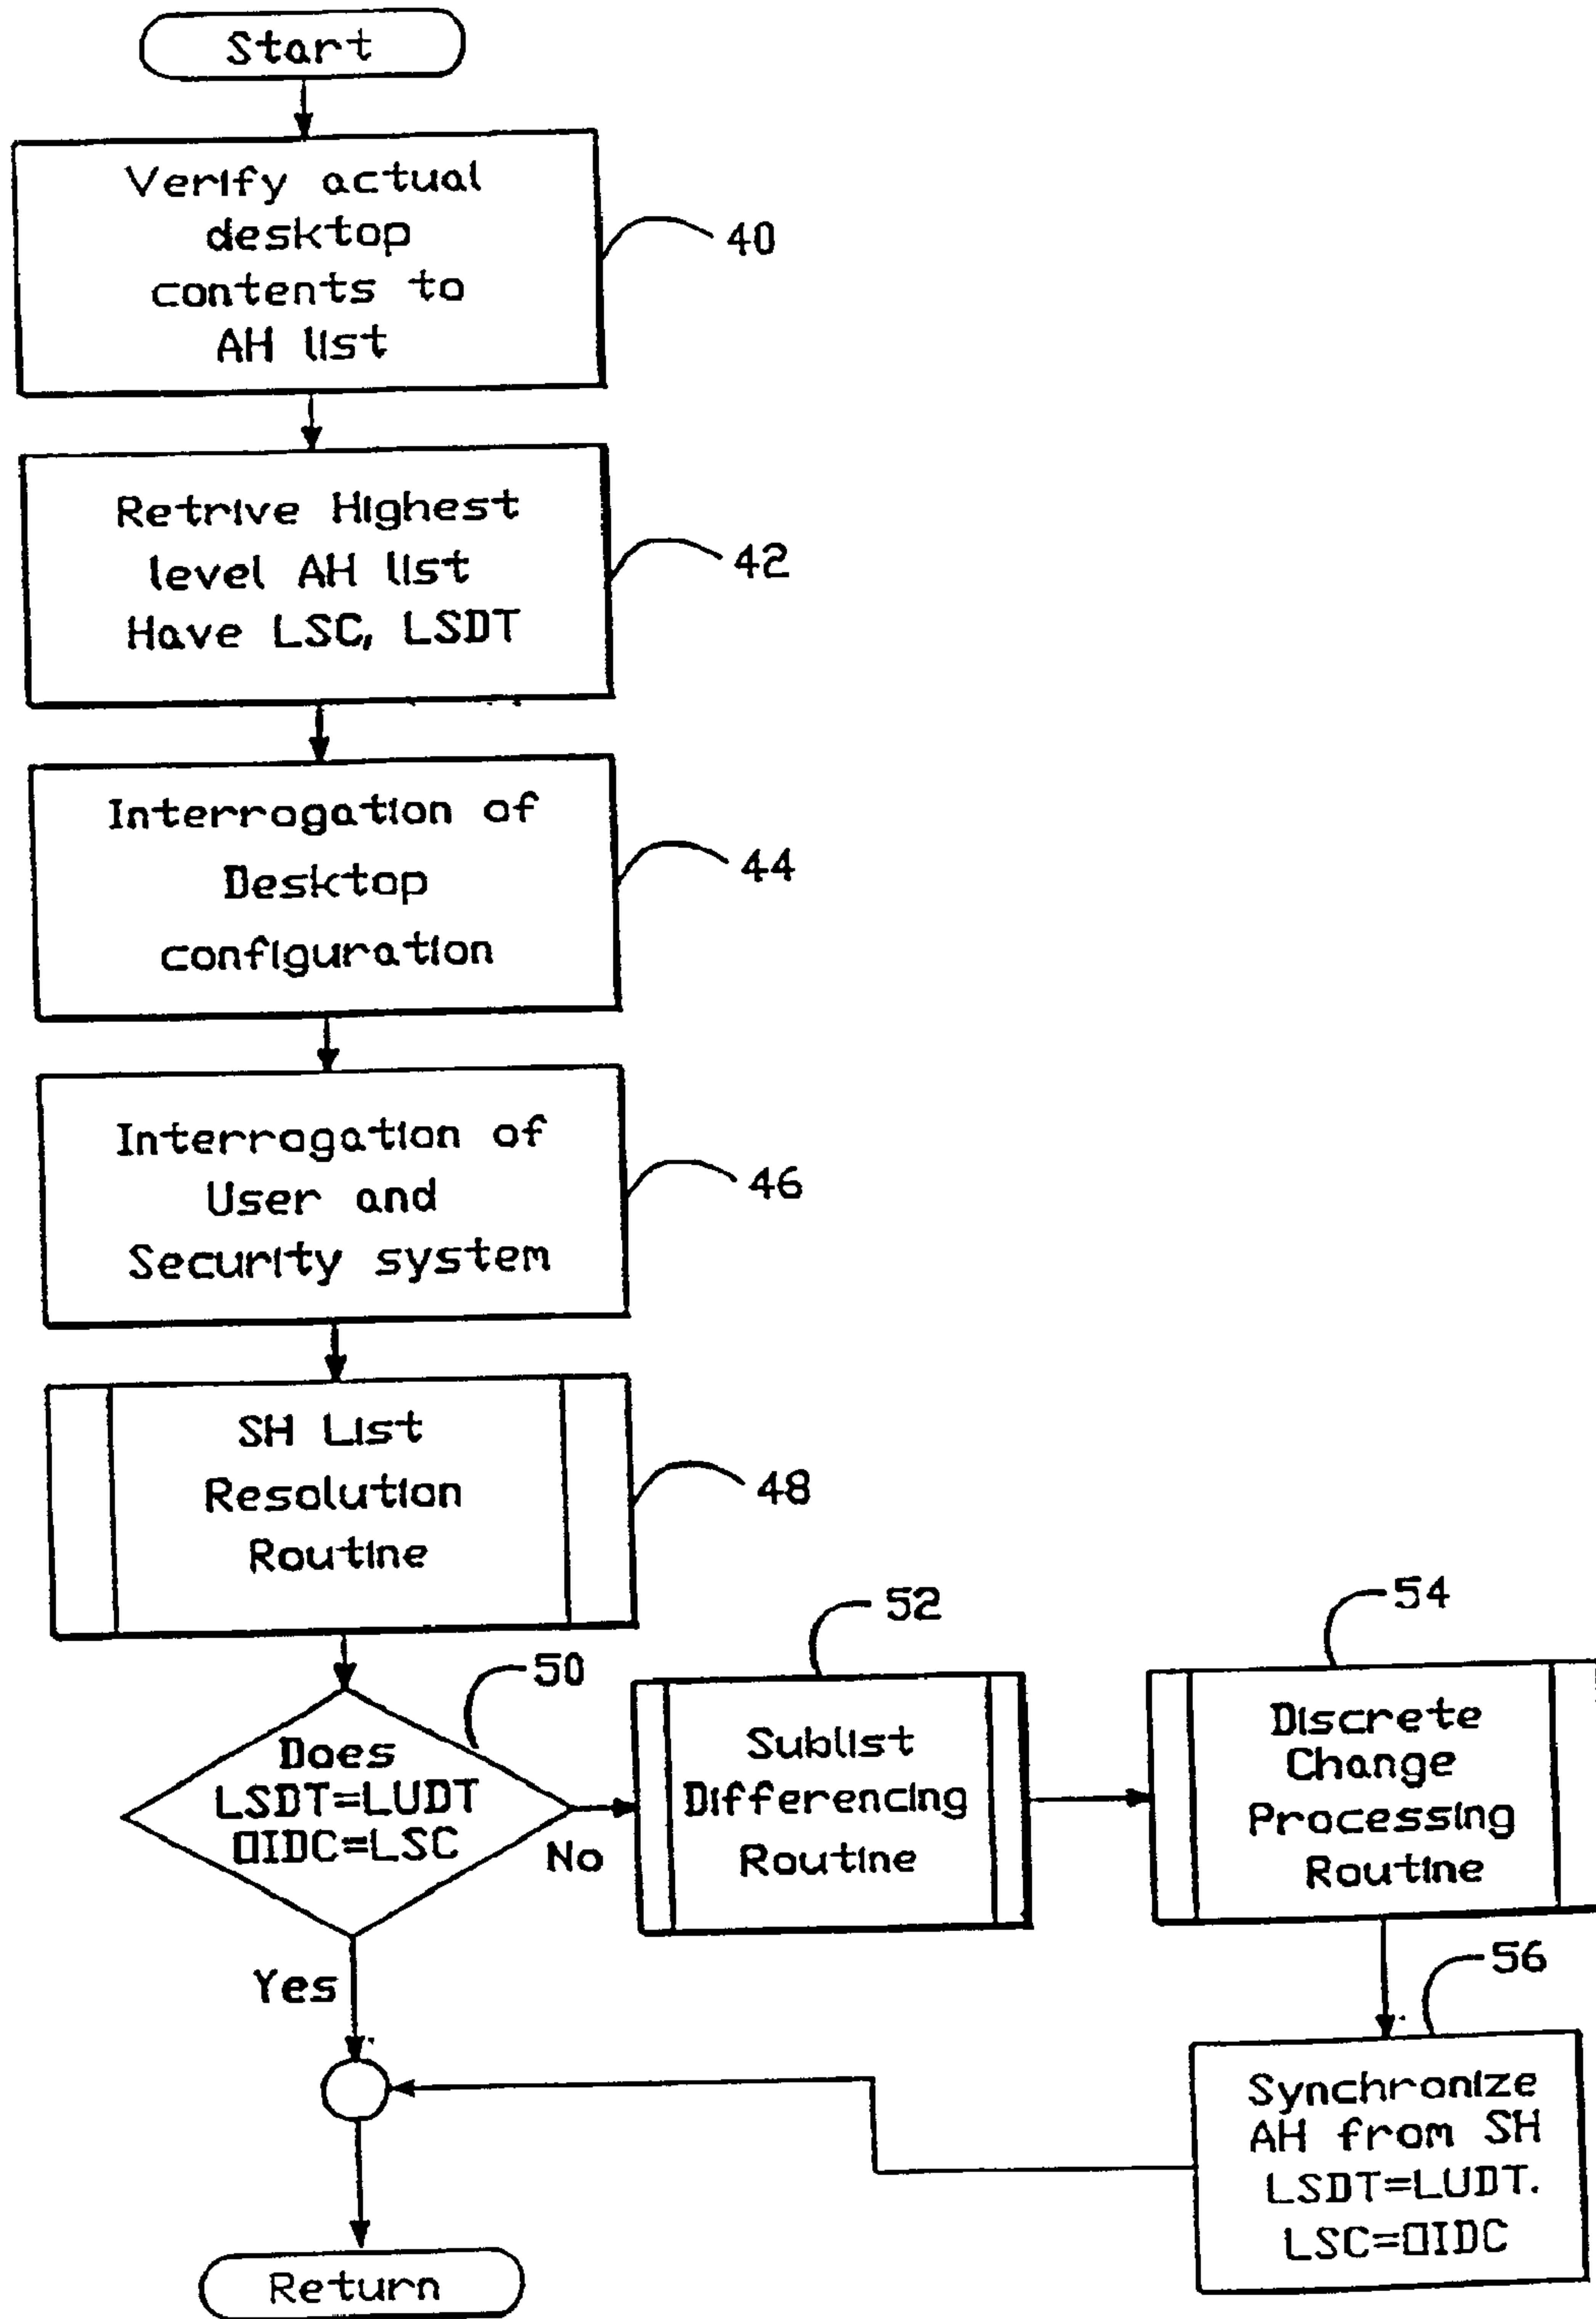 Start
Verify actual
desktop
contents to
AH list
40
Retrive Highest
level AH list
Have LSC, LSDT
42
Interrogation of
Desktop
configuration
44
Interrogation of
User and
Security system
46
SH List
Resolution
Routine
48
Does
LSDT=LUDT
OIDC=LSC
50
No
Yes
Sublist
Differencing
Routine
52
Discrete
Change
Processing
Routine
54
Synchronize
AH from SH
LSDT=LUDT.
LSC=OIDC
56
Return